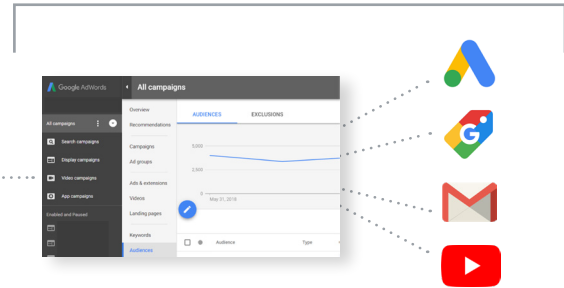 Google AdWords
All campaigns
All campaigns
Search campaigns
Display campaigns
Video campaigns
App campaigns
Enabled and Paused
Overview
Recommendations
Campaigns
Ad groups
Ads & extensions
Videos
Landing pages
Keywords
Audiences
AUDIENCES EXCLUSIONS
5,000
2,500
0
May 31, 2018
Audience Type
G